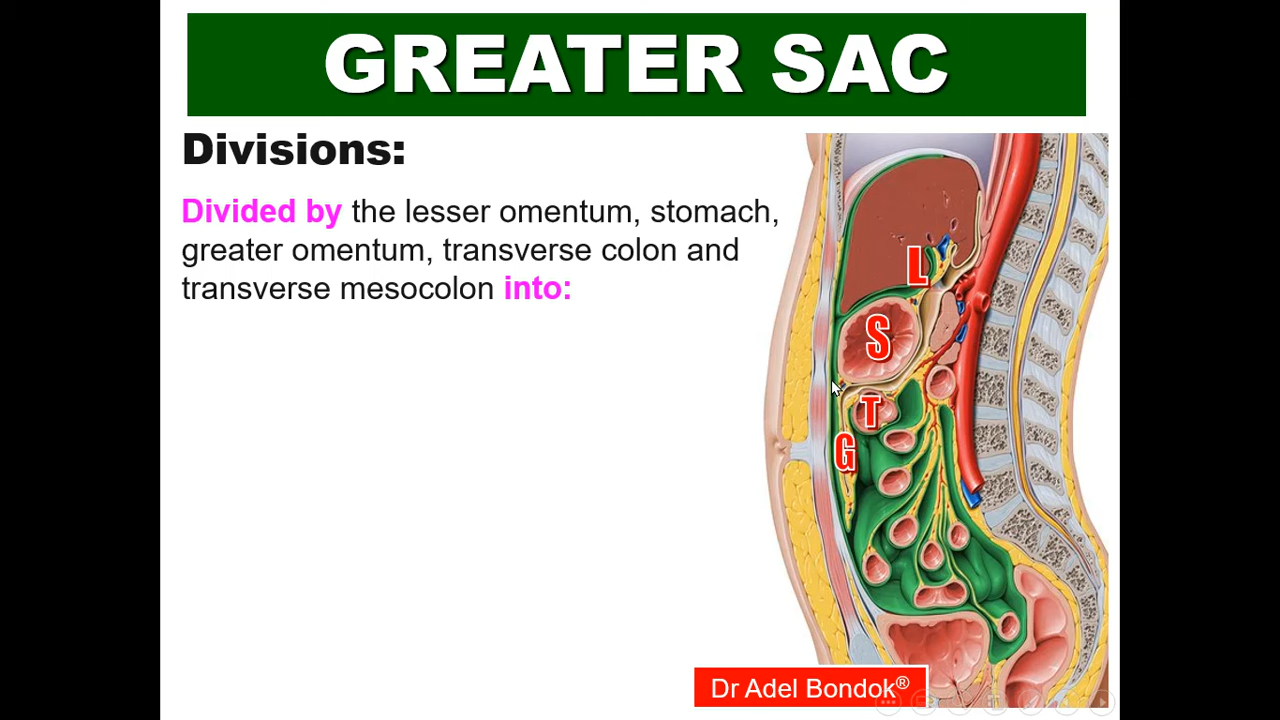 GREATER SAC
Divisions:
Divided by the lesser omentum, stomach,
greater omentum, transverse colon and
transverse mesocolon into:
L
S
T
G
Dr Adel Bondok®